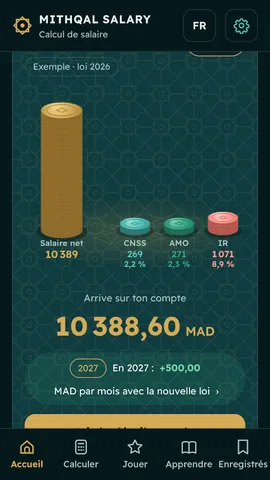 MITHQAL SALARY
Calcul de salaire
FR
Exemple · loi 2026
Salaire net
10 389
CNSS
269
2,2 %
AMO
271
2,3 %
IR
1 071
8,9 %
Arrive sur ton compte
10 388,60 MAD
2027 En 2027 : +500,00
MAD par mois avec la nouvelle loi ›
Accueil
Calculer
Jouer
Apprendre
Enregistrés